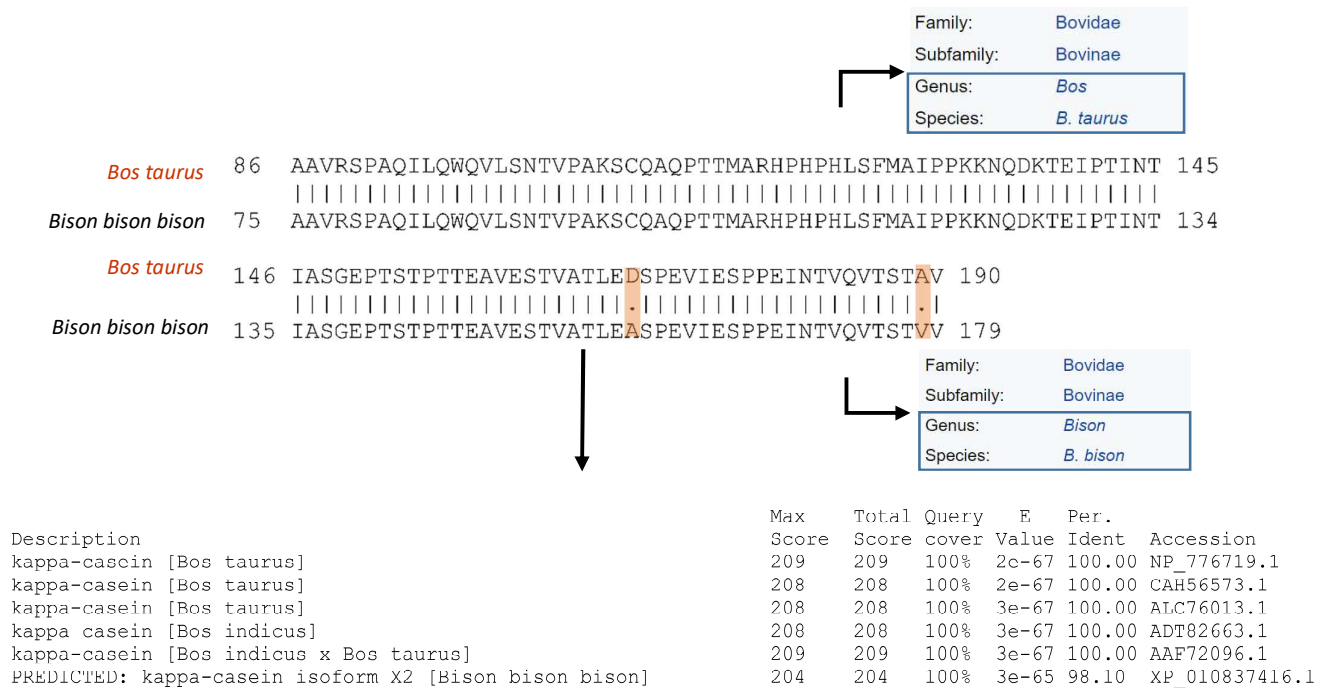 Family: Bovidae
Subfamily: Bovinae
Genus: Bos
Species: B. taurus
Bos taurus 86 AAVRSPAQILQWQVLSNTVPAKSCQAQPTTMARHPHPHLSFMAIPPKKNQDKTEIPTINT 145
Bison bison bison 75 AAVRSPAQILQWQVLSNTVPAKSCQAQPTTMARHPHPHLSFMAIPPKKNQDKTEIPTINT 134
Bos taurus 146 IASGEPTSTPTTEAVESTVATLEDSPEVIESPPEINTVQVTSTAV 190
Bison bison bison 135 IASGEPTSTPTTEAVESTVATLEASPEVIESPPEINTVQVTSTVV 179
Family: Bovidae
Subfamily: Bovinae
Genus: Bison
Species: B. bison
Max Total Query E Per.
Description Score Score cover Value Ident Accession
kappa-casein [Bos taurus] 209 209 100% 2e-67 100.00 NP_776719.1
kappa-casein [Bos taurus] 208 208 100% 2e-67 100.00 CAH56573.1
kappa-casein [Bos taurus] 208 208 100% 3e-67 100.00 ALC76013.1
kappa casein [Bos indicus] 208 208 100% 3e-67 100.00 ADT82663.1
kappa-casein [Bos indicus x Bos taurus] 209 209 100% 3e-67 100.00 AAF72096.1
PREDICTED: kappa-casein isoform X2 [Bison bison bison] 204 204 100% 3e-65 98.10 XP_010837416.1